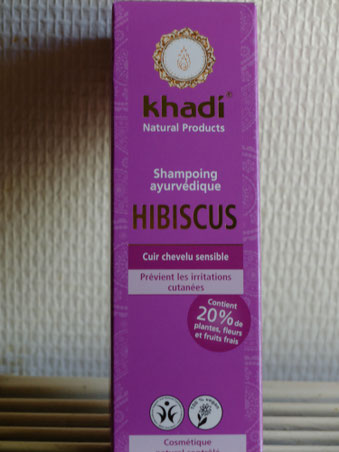 khadí®
Natural Products
Shampoing
ayurvédique
HIBISCUS
Cuir chevelu sensible
Prévient les irritations
cutanées
Contient
20% de
plantes, fleurs
et fruits frais
Cosmétique